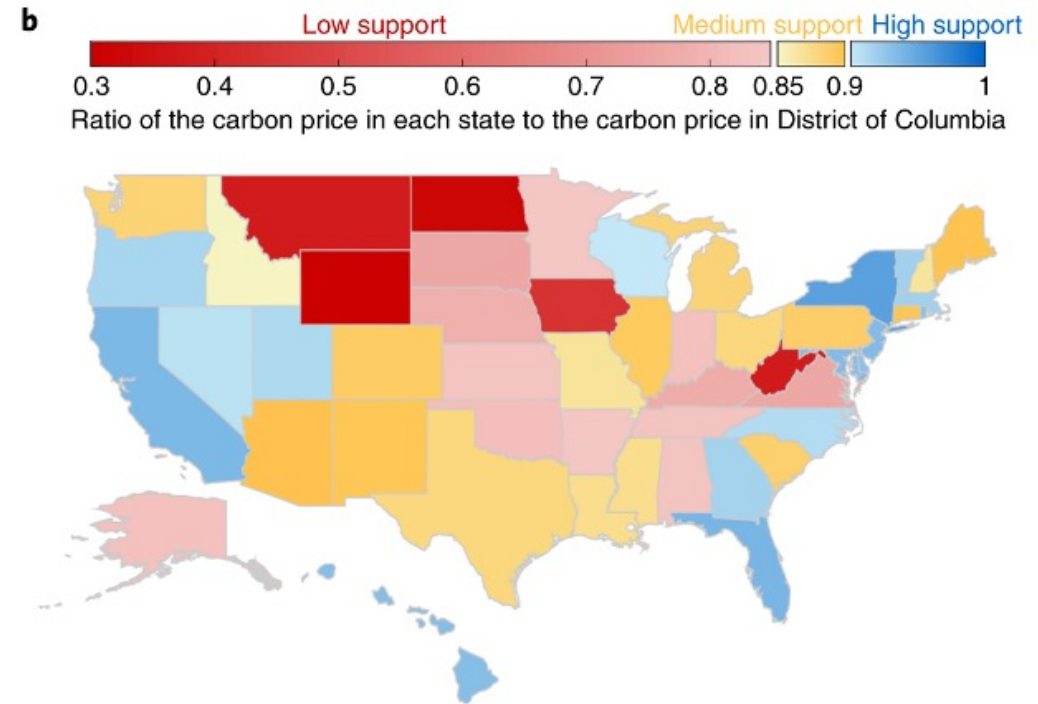 b
Low support Medium support High support
0.3 0.4 0.5 0.6 0.7 0.8 0.85 0.9 1
Ratio of the carbon price in each state to the carbon price in District of Columbia